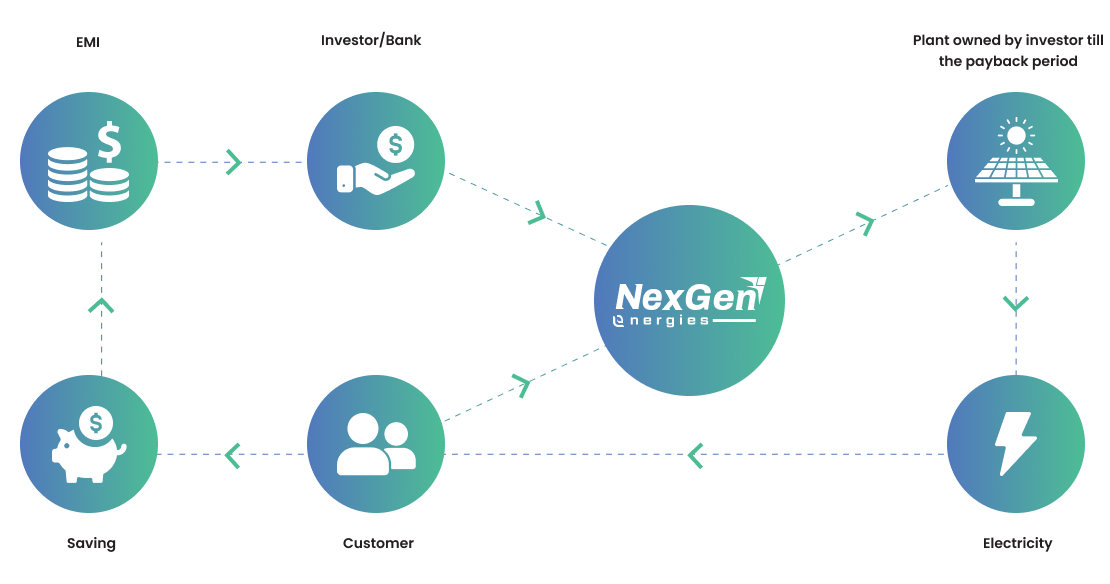 EMI
Investor/Bank
Plant owned by investor till
the payback period
$
$
NexGen
energies
$
Saving
Customer
Electricity